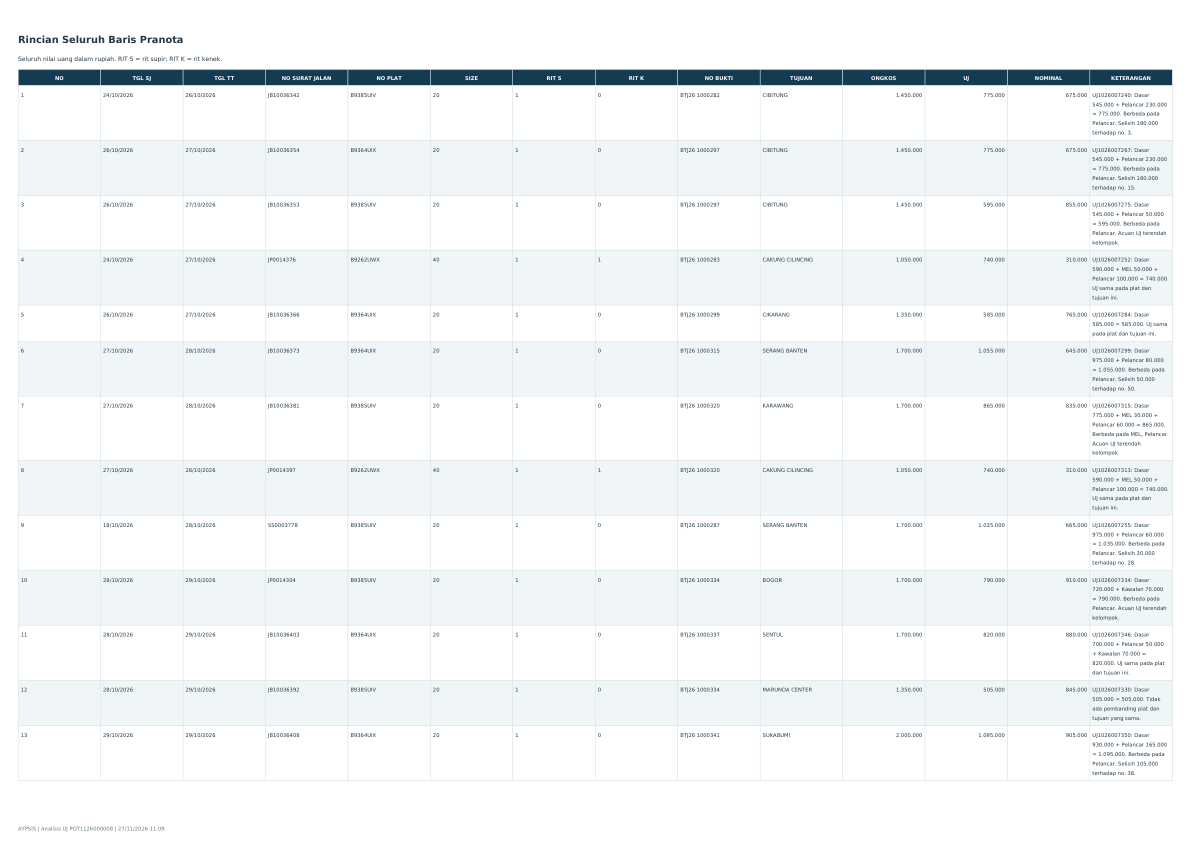 Rincian Seluruh Baris Pranota
Seluruh nilai uang dalam rupiah. RIT S = rit supir; RIT K = rit kenek.
NO TGL SJ TGL TT NO SURAT JALAN NO PLAT SIZE RIT S RIT K NO BUKTI TUJUAN ONGKOS UJ NOMINAL KETERANGAN
1 24/10/2026 26/10/2026 JB10036342 B9385UIV 20 1 0 BTJ26 1000282 CIBITUNG 1.450.000 775.000 675.000 UJ1026007240: Dasar
545.000 + Pelancar 230.000
= 775.000. Berbeda pada
Pelancar. Selisih 180.000
terhadap no. 3.
2 26/10/2026 27/10/2026 JB10036354 B9364UIX 20 1 0 BTJ26 1000297 CIBITUNG 1.450.000 775.000 675.000 UJ1026007267: Dasar
545.000 + Pelancar 230.000
= 775.000. Berbeda pada
Pelancar. Selisih 180.000
terhadap no. 15.
3 26/10/2026 27/10/2026 JB10036353 B9385UIV 20 1 0 BTJ26 1000297 CIBITUNG 1.450.000 595.000 855.000 UJ1026007275: Dasar
545.000 + Pelancar 50.000
= 595.000. Berbeda pada
Pelancar. Acuan UJ terendah
kelompok.
4 24/10/2026 27/10/2026 JP0014376 B9262UWX 40 1 1 BTJ26 1000283 CAKUNG CILINCING 1.050.000 740.000 310.000 UJ1026007252: Dasar
590.000 + MEL 50.000 +
Pelancar 100.000 = 740.000.
UJ sama pada plat dan
tujuan ini.
5 26/10/2026 27/10/2026 JB10036366 B9364UIX 20 1 0 BTJ26 1000299 CIKARANG 1.350.000 585.000 765.000 UJ1026007284: Dasar
585.000 = 585.000. UJ sama
pada plat dan tujuan ini.
6 27/10/2026 28/10/2026 JB10036373 B9364UIX 20 1 0 BTJ26 1000315 SERANG BANTEN 1.700.000 1.055.000 645.000 UJ1026007299: Dasar
975.000 + Pelancar 80.000
= 1.055.000. Berbeda pada
Pelancar. Selisih 50.000
terhadap no. 50.
7 27/10/2026 28/10/2026 JB10036381 B9385UIV 20 1 0 BTJ26 1000320 KARAWANG 1.700.000 865.000 835.000 UJ1026007315: Dasar
775.000 + MEL 30.000 +
Pelancar 60.000 = 865.000.
Berbeda pada MEL, Pelancar.
Acuan UJ terendah
kelompok.
8 27/10/2026 28/10/2026 JP0014397 B9262UWX 40 1 1 BTJ26 1000320 CAKUNG CILINCING 1.050.000 740.000 310.000 UJ1026007313: Dasar
590.000 + MEL 50.000 +
Pelancar 100.000 = 740.000.
UJ sama pada plat dan
tujuan ini.
9 18/10/2026 28/10/2026 SS0003778 B9385UIV 20 1 0 BTJ26 1000287 SERANG BANTEN 1.700.000 1.035.000 665.000 UJ1026007255: Dasar
975.000 + Pelancar 60.000
= 1.035.000. Berbeda pada
Pelancar. Selisih 30.000
terhadap no. 28.
10 28/10/2026 29/10/2026 JP0014304 B9385UIV 20 1 0 BTJ26 1000334 BOGOR 1.700.000 790.000 910.000 UJ1026007334: Dasar
720.000 + Kawalan 70.000
= 790.000. Berbeda pada
Pelancar. Acuan UJ terendah
kelompok.
11 28/10/2026 29/10/2026 JB10036403 B9364UIX 20 1 0 BTJ26 1000337 SENTUL 1.700.000 820.000 880.000 UJ1026007346: Dasar
700.000 + Pelancar 50.000
+ Kawalan 70.000 =
820.000. UJ sama pada plat
dan tujuan ini.
12 28/10/2026 29/10/2026 JB10036392 B9385UIV 20 1 0 BTJ26 1000334 MARUNDA CENTER 1.350.000 505.000 845.000 UJ1026007330: Dasar
505.000 = 505.000. Tidak
ada pembanding plat dan
tujuan yang sama.
13 29/10/2026 29/10/2026 JB10036408 B9364UIX 20 1 0 BTJ26 1000341 SUKABUMI 2.000.000 1.095.000 905.000 UJ1026007350: Dasar
930.000 + Pelancar 165.000
= 1.095.000. Berbeda pada
Pelancar. Selisih 105.000
terhadap no. 38.
AYPSIS | Analisis UJ PDT1126000008 | 27/11/2026 11:09